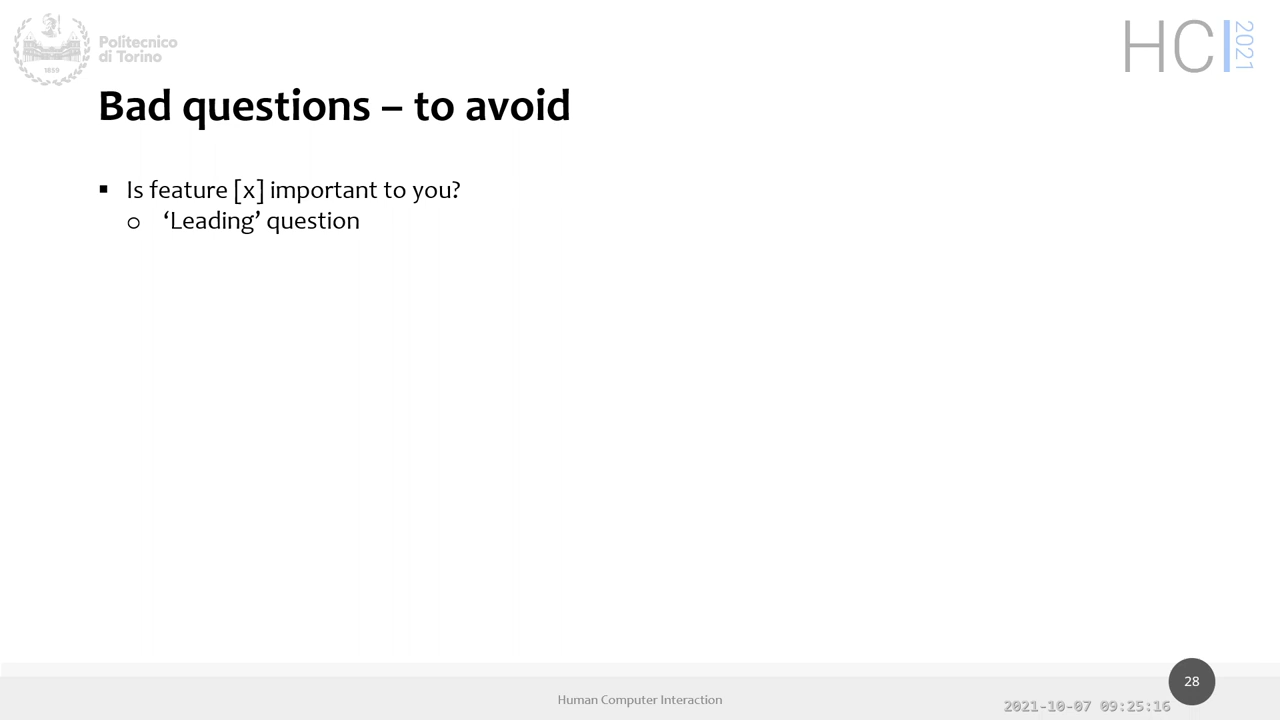 Politecnico
di Torino
1859
HCI 2021
Bad questions – to avoid
▪ Is feature [x] important to you?
o ‘Leading’ question
Human Computer Interaction
28
2021-10-07 09:25:16